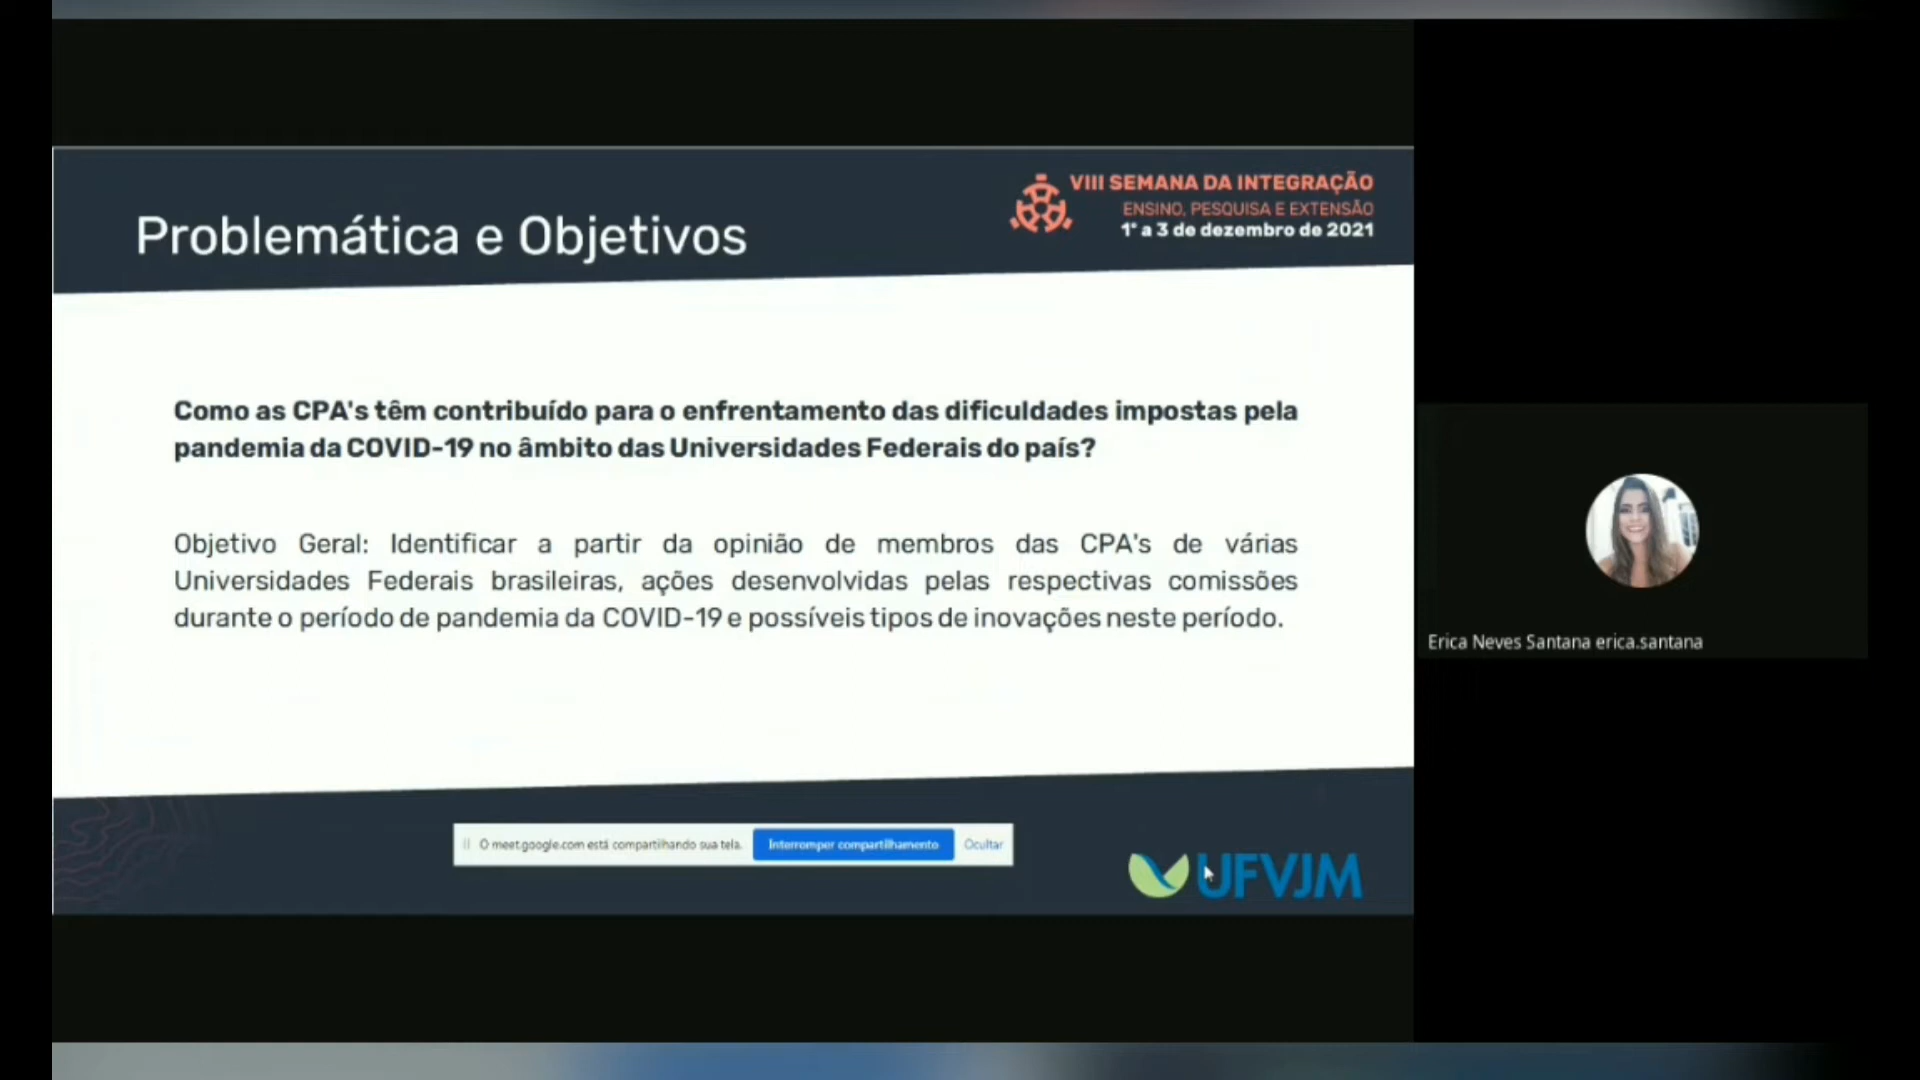 VIII SEMANA DA INTEGRAÇÃO
ENSINO, PESQUISA E EXTENSÃO
1° a 3 de dezembro de 2021
Problemática e Objetivos
Como as CPA's têm contribuído para o enfrentamento das dificuldades impostas pela
pandemia da COVID-19 no âmbito das Universidades Federais do país?
Objetivo Geral: Identificar a partir da opinião de membros das CPA's de várias
Universidades Federais brasileiras, ações desenvolvidas pelas respectivas comissões
durante o período de pandemia da COVID-19 e possíveis tipos de inovações neste período.
Erica Neves Santana erica.santana
O meet.google.com está compartilhando sua tela.
Interromper compartilhamento
Ocultar
UFVJM